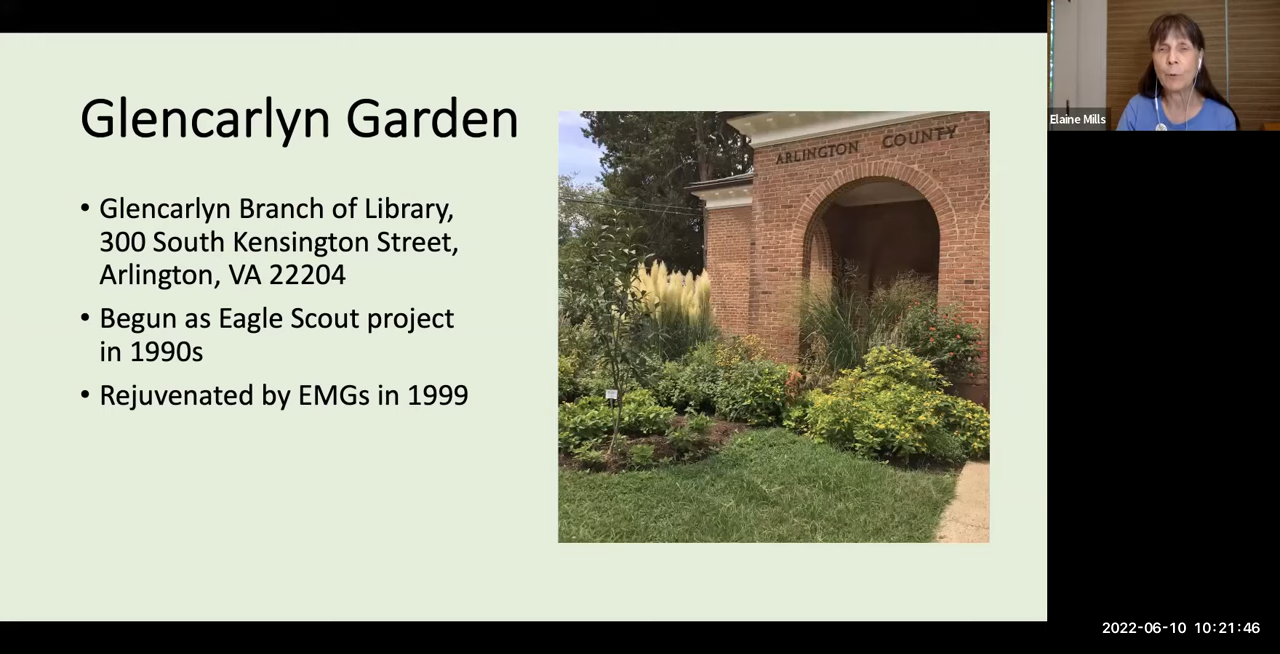 Glencarlyn Garden
• Glencarlyn Branch of Library,
300 South Kensington Street,
Arlington, VA 22204
• Begun as Eagle Scout project
in 1990s
• Rejuvenated by EMGs in 1999
ARLINGTON COUNTY
Elaine Mills
2022-06-10 10:21:46